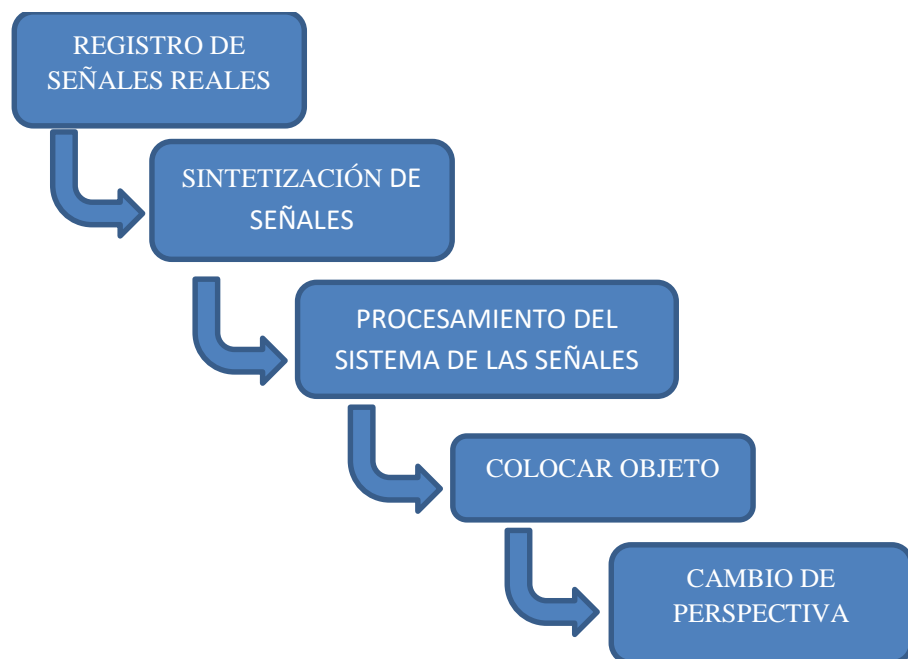 REGISTRO DE
SEÑALES REALES
SINTETIZACIÓN DE
SEÑALES
PROCESAMIENTO DEL
SISTEMA DE LAS SEÑALES
COLOCAR OBJETO
CAMBIO DE
PERSPECTIVA